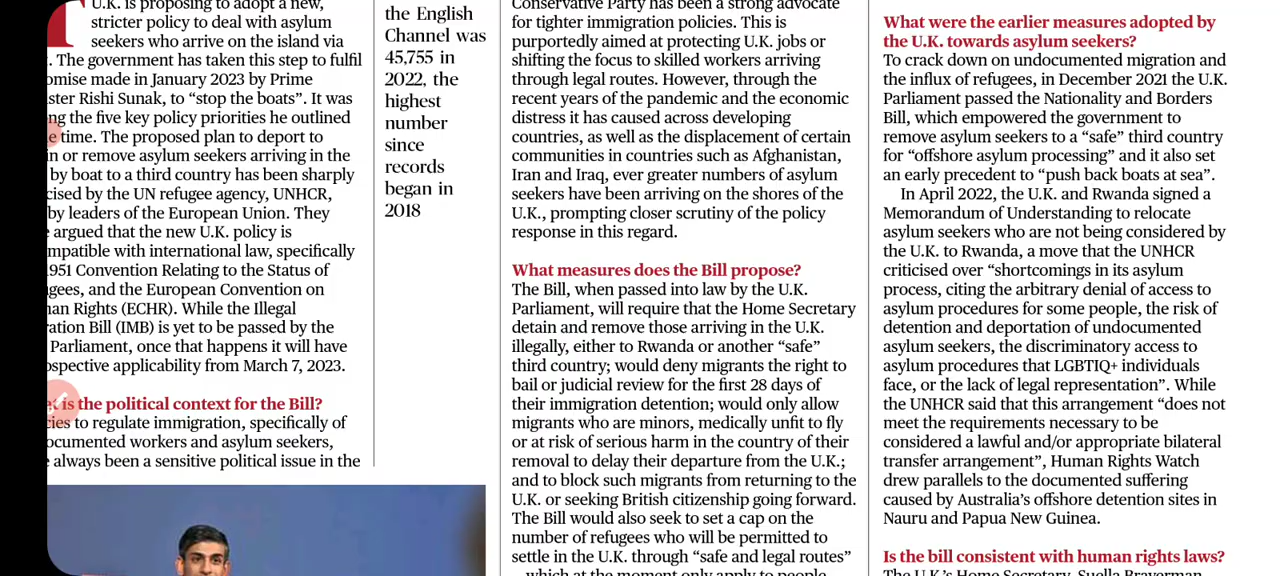 U.K. is proposing to adopt a new,
stricter policy to deal with asylum
seekers who arrive on the island via
The government has taken this step to fulfil
made in January 2023 by Prime
Rishi Sunak, to “stop the boats”. It was
the five key policy priorities he outlined
time. The proposed plan to deport to
or remove asylum seekers arriving in the
by boat to a third country has been sharply
by the UN refugee agency, UNHCR,
by leaders of the European Union. They
argued that the new U.K. policy is
with international law, specifically
1951 Convention Relating to the Status of
and the European Convention on
Rights (ECHR). While the Illegal
Bill (IMB) is yet to be passed by the
Parliament, once that happens it will have
applicability from March 7, 2023.
is the political context for the Bill?
to regulate immigration, specifically of
workers and asylum seekers,
always been a sensitive political issue in the
the English
Channel was
45,755 in
2022, the
highest
number
since
records
began in
2018
Conservative Party has been a strong advocate
for tighter immigration policies. This is
purportedly aimed at protecting U.K. jobs or
shifting the focus to skilled workers arriving
through legal routes. However, through the
recent years of the pandemic and the economic
distress it has caused across developing
countries, as well as the displacement of certain
communities in countries such as Afghanistan,
Iran and Iraq, ever greater numbers of asylum
seekers have been arriving on the shores of the
U.K., prompting closer scrutiny of the policy
response in this regard.
What measures does the Bill propose?
The Bill, when passed into law by the U.K.
Parliament, will require that the Home Secretary
detain and remove those arriving in the U.K.
illegally, either to Rwanda or another “safe”
third country; would deny migrants the right to
bail or judicial review for the first 28 days of
their immigration detention; would only allow
migrants who are minors, medically unfit to fly
or at risk of serious harm in the country of their
removal to delay their departure from the U.K.;
and to block such migrants from returning to the
U.K. or seeking British citizenship going forward.
The Bill would also seek to set a cap on the
number of refugees who will be permitted to
settle in the U.K. through “safe and legal routes”
which at the moment only apply to people
What were the earlier measures adopted by
the U.K. towards asylum seekers?
To crack down on undocumented migration and
the influx of refugees, in December 2021 the U.K.
Parliament passed the Nationality and Borders
Bill, which empowered the government to
remove asylum seekers to a “safe” third country
for “offshore asylum processing” and it also set
an early precedent to “push back boats at sea”.
In April 2022, the U.K. and Rwanda signed a
Memorandum of Understanding to relocate
asylum seekers who are not being considered by
the U.K. to Rwanda, a move that the UNHCR
criticised over “shortcomings in its asylum
process, citing the arbitrary denial of access to
asylum procedures for some people, the risk of
detention and deportation of undocumented
asylum seekers, the discriminatory access to
asylum procedures that LGBTIQ+ individuals
face, or the lack of legal representation”. While
the UNHCR said that this arrangement “does not
meet the requirements necessary to be
considered a lawful and/or appropriate bilateral
transfer arrangement”, Human Rights Watch
drew parallels to the documented suffering
caused by Australia’s offshore detention sites in
Nauru and Papua New Guinea.
Is the bill consistent with human rights laws?
The U.K.’s Home Secretary, Suella Braverman